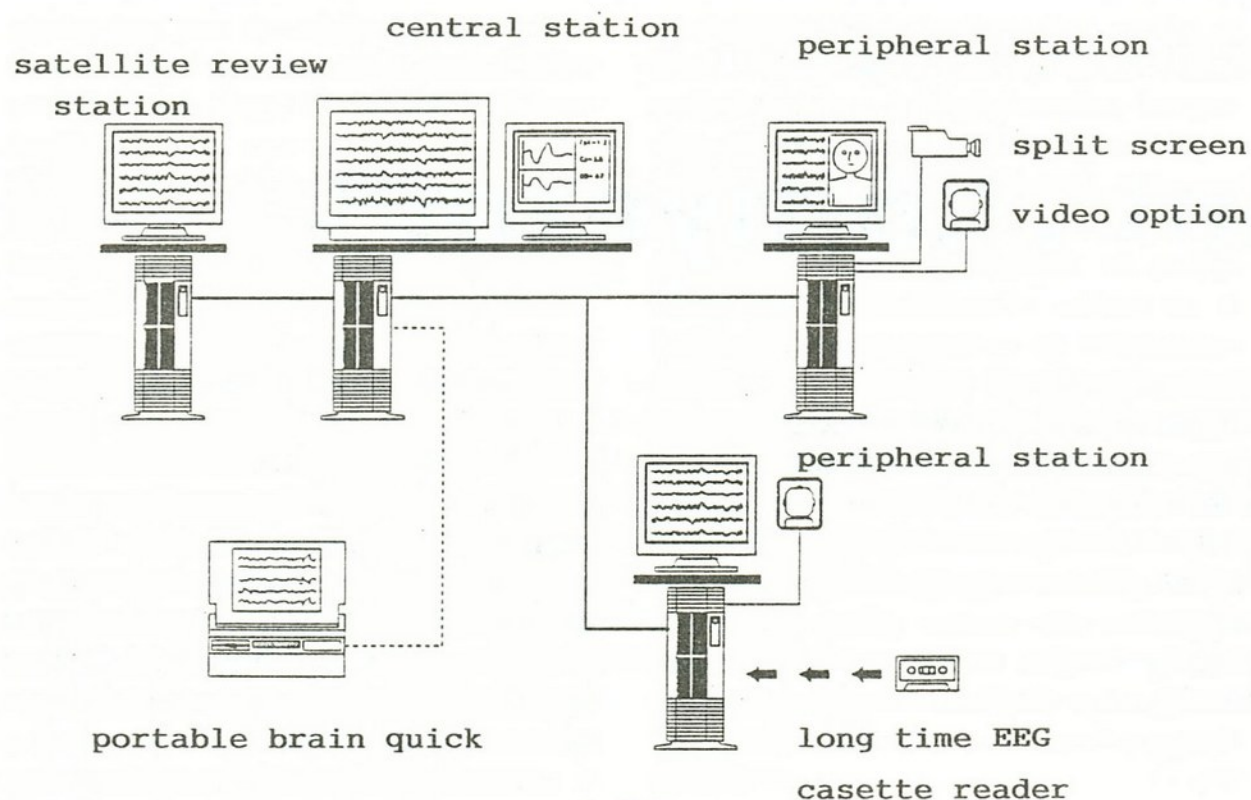 central station
peripheral station
satellite review
station
split screen
video option
peripheral station
portable brain quick
long time EEG
casette reader